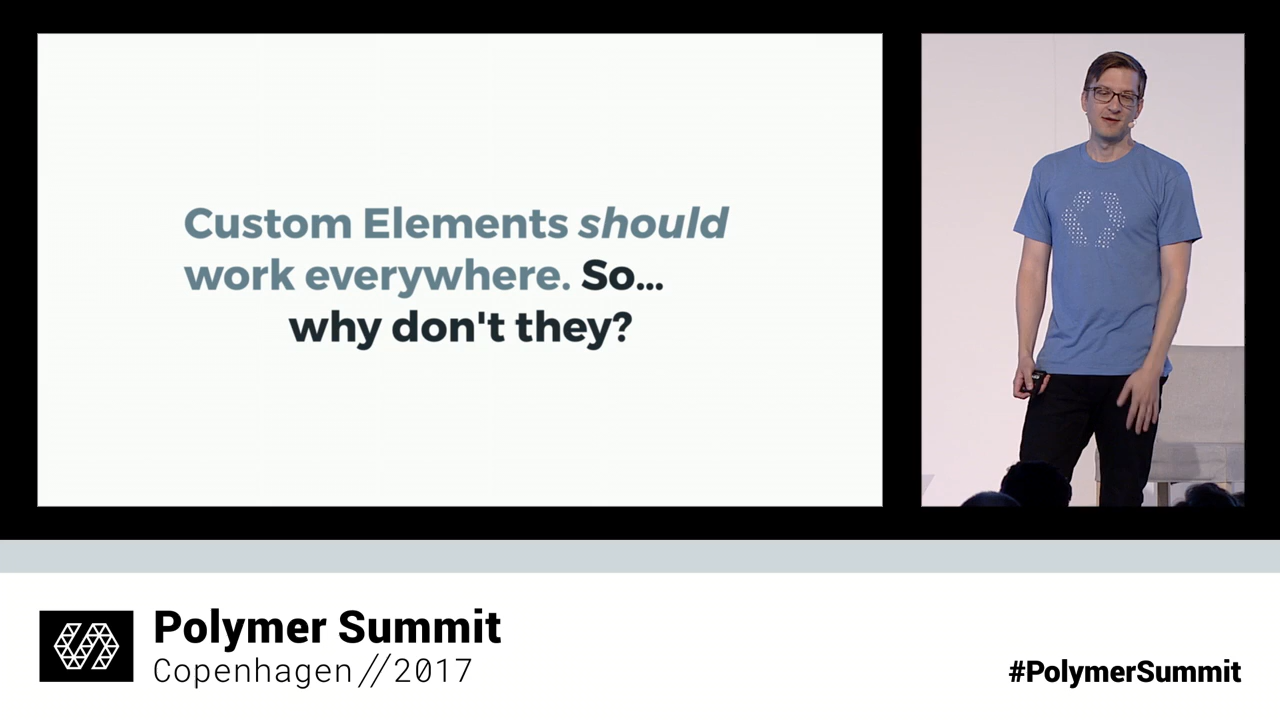 Custom Elements should
work everywhere. So...
why don't they?
Polymer Summit
Copenhagen//2017
#PolymerSummit